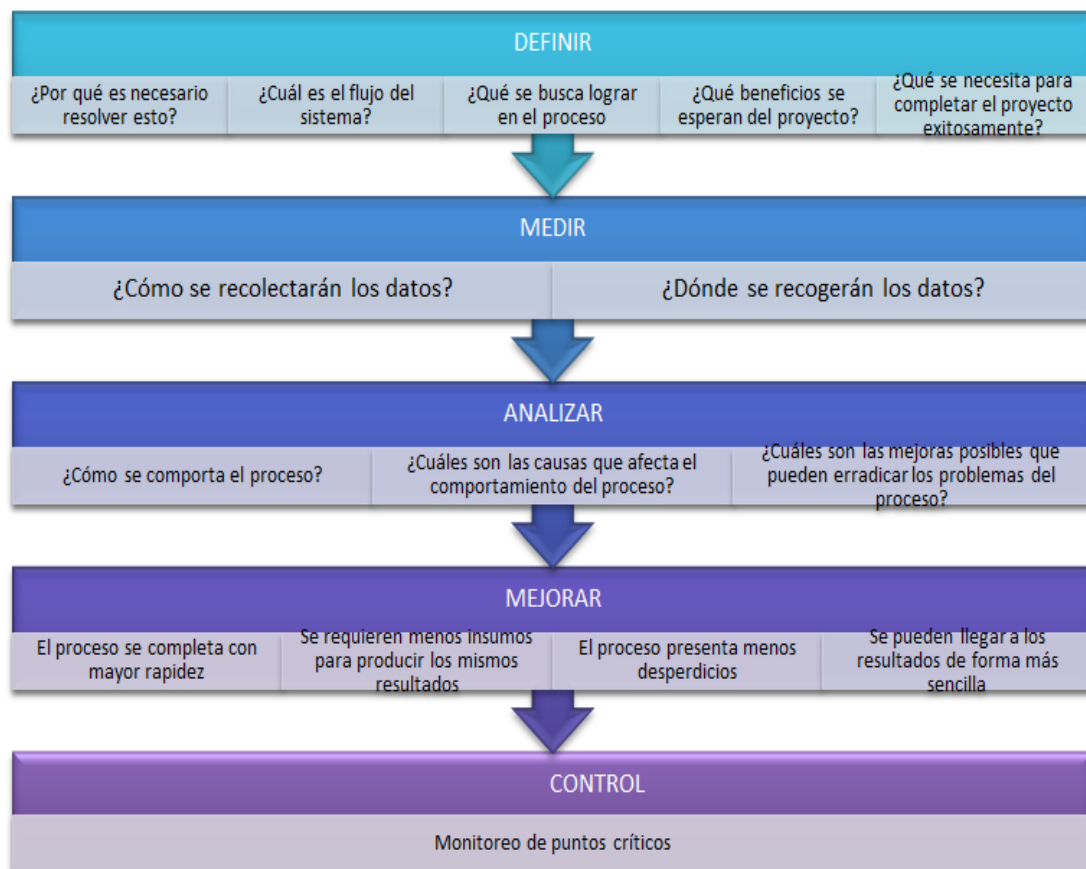 DEFINIR
¿Por qué es necesario
resolver esto?
¿Cuál es el flujo del
sistema?
¿Qué se busca lograr
en el proceso
¿Qué beneficios se
esperan del proyecto?
¿Qué se necesita para
completar el proyecto
exitosamente?
MEDIR
¿Cómo se recolectarán los datos?
¿Dónde se recogerán los datos?
ANALIZAR
¿Cómo se comporta el proceso?
¿Cuáles son las causas que afecta el
comportamiento del proceso?
¿Cuáles son las mejoras posibles que
pueden erradicar los problemas del
proceso?
MEJORAR
El proceso se completa con
mayor rapidez
Se requieren menos insumos
para producir los mismos
resultados
El proceso presenta menos
desperdicios
Se pueden llegar a los
resultados de forma más
sencilla
CONTROL
Monitoreo de puntos críticos